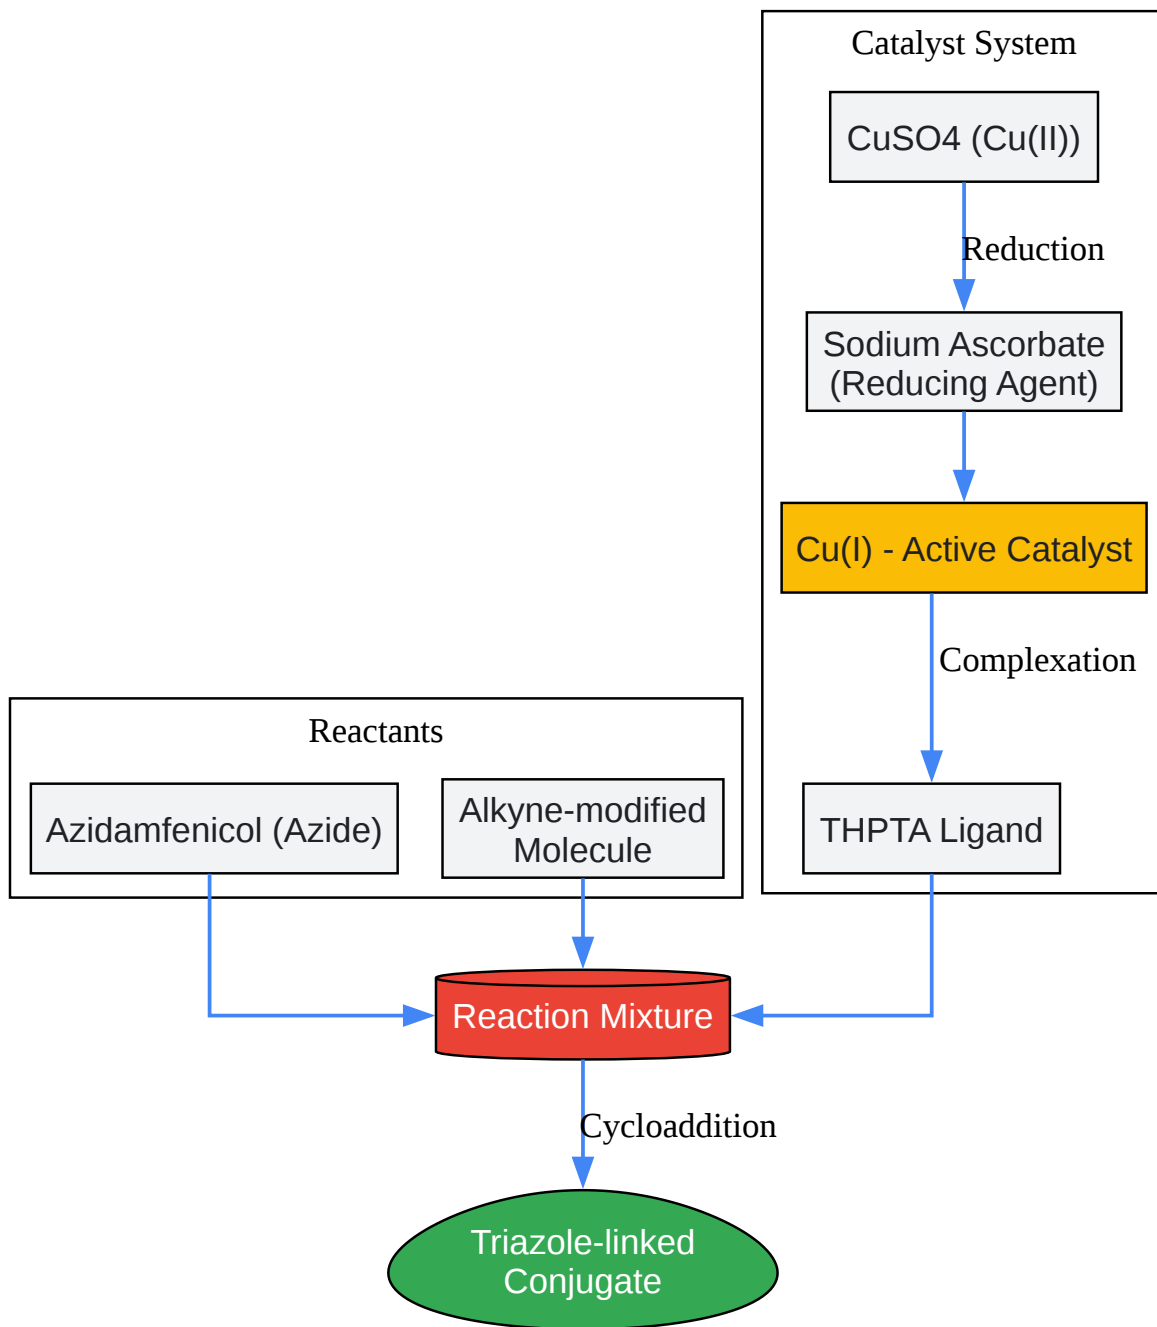 Catalyst System
CuSO4 (Cu(II))
Reduction
Sodium Ascorbate
(Reducing Agent)
Cu(I) - Active Catalyst
Complexation
Reactants
Azidamfenicol (Azide)
Alkyne-modified
Molecule
THPTA Ligand
Reaction Mixture
Cycloaddition
Triazole-linked
Conjugate